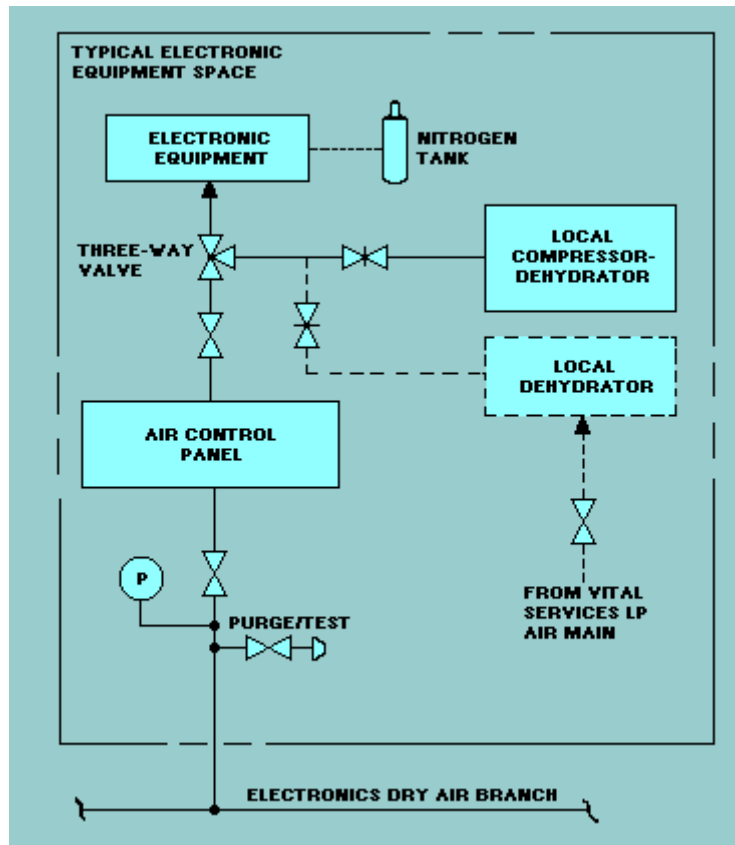 TYPICAL ELECTRONIC
EQUIPMENT SPACE
ELECTRONIC
EQUIPMENT
NITROGEN
TANK
THREE-WAY
VALVE
LOCAL
COMPRESSOR-
DEHYDRATOR
LOCAL
DEHYDRATOR
AIR CONTROL
PANEL
P
PURGE/TEST
FROM VITAL
SERVICES LP
AIR MAIN
ELECTRONICS DRY AIR BRANCH